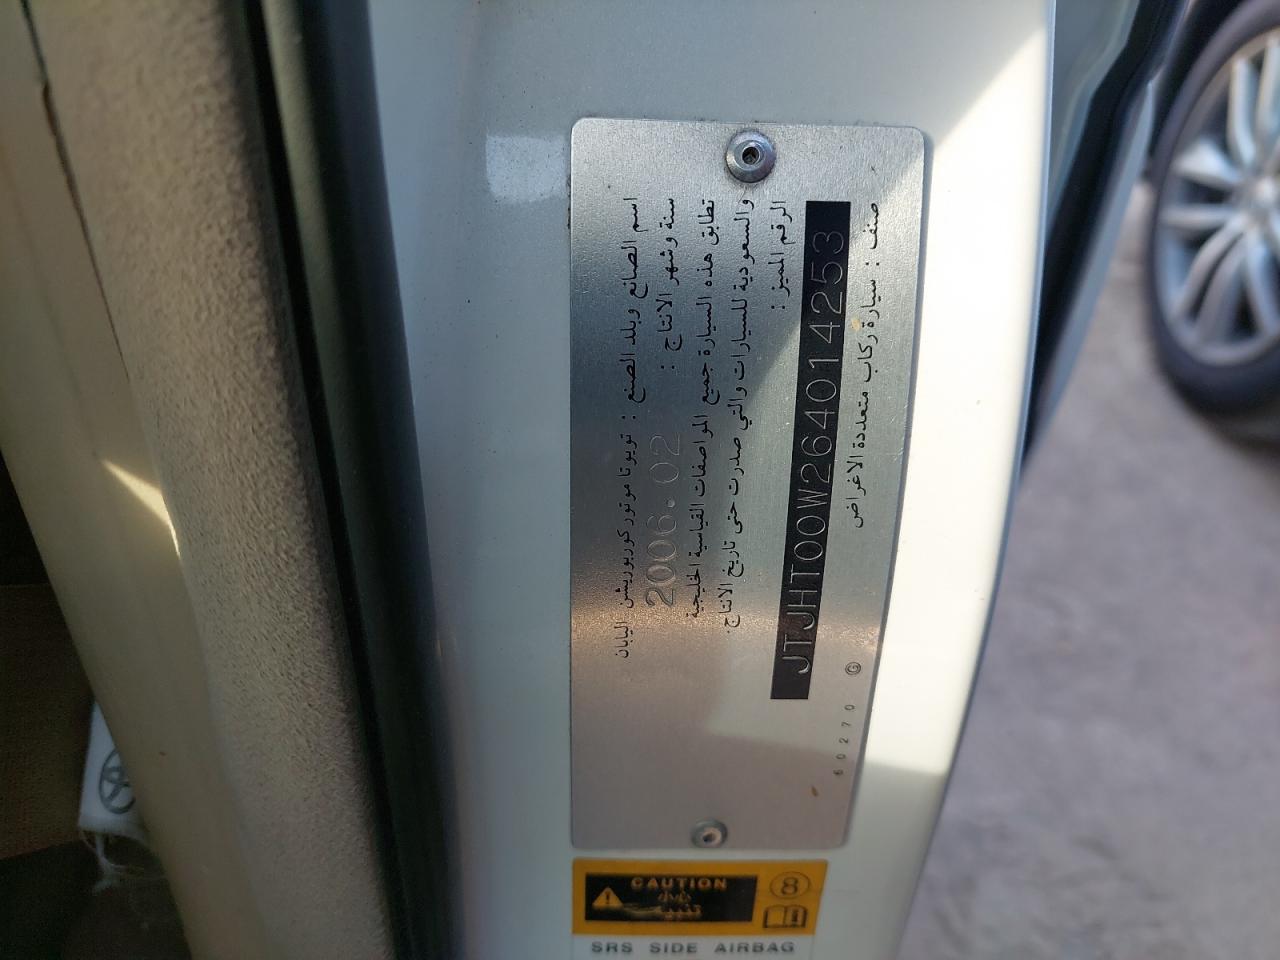 اسم الصانع وبلد الصنع : تويوتا موتور كوربوريشن اليابان
سنة وشهر الانتاج : 2006.02
تطابق هذه السيارة جميع المواصفات القياسية الخليجية
والسعودية للسيارات والتي صدرت حتى تاريخ الانتاج.
الرقم المميز :
JTJHT00W264014253
صنف : سيارة ركاب متعددة الاغراض
60270 G
CAUTION
8
SRS SIDE AIRBAG